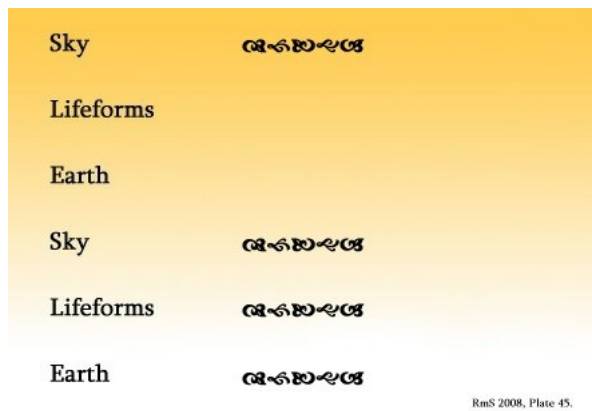 Sky
Lifeforms
Earth
Sky
Lifeforms
Earth
RmS 2008, Plate 45.